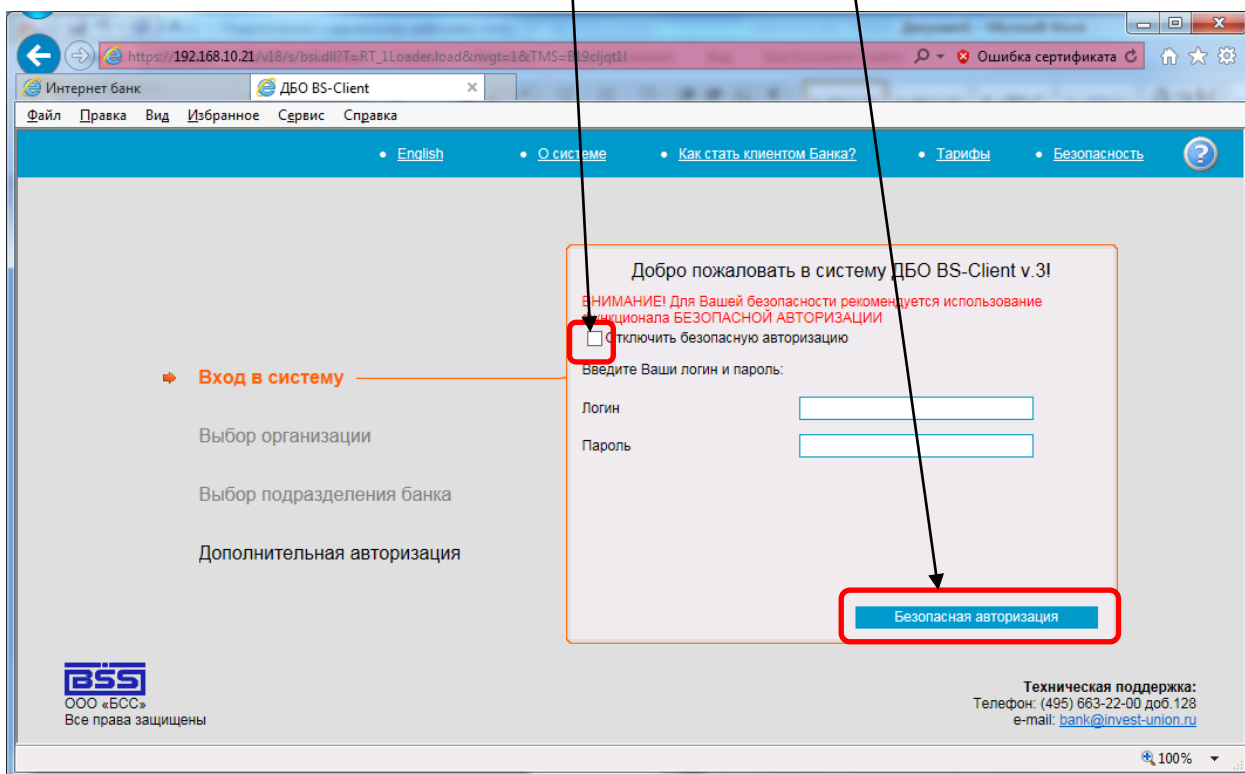 https://192.168.10.21/v18/s/bsi.dll?T=RT_1Loader.load&nvgt=1&TMS=
Ошибка сертификата
Интернет банк
ДБО BS-Client
Файл Правка Вид Избранное Сервис Справка
• English • О системе • Как стать клиентом Банка? • Тарифы • Безопасность
Добро пожаловать в систему ДБО BS-Client v.3!
ВНИМАНИЕ! Для Вашей безопасности рекомендуется использование
функционала БЕЗОПАСНОЙ АВТОРИЗАЦИИ
Отключить безопасную авторизацию
Введите Ваши логин и пароль:
Логин
Пароль
Безопасная авторизация
Вход в систему
Выбор организации
Выбор подразделения банка
Дополнительная авторизация
BSS
ООО «БСС»
Все права защищены
Техническая поддержка:
Телефон: (495) 663-22-00 доб.128
e-mail: bank@invest-union.ru
100%